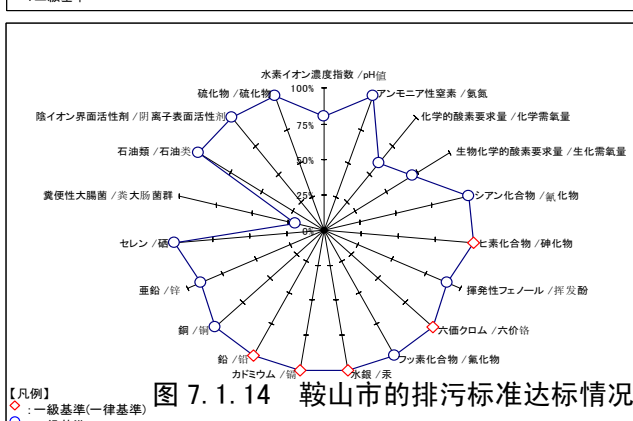 水素イオン濃度指数 /pH値
硫化物 /硫化物
アンモニア性窒素 /氨氮
陰イオン界面活性剤 /阴离子表面活性剂
化学的酸素要求量 /化学需氧量
石油類 /石油类
生物化学的酸素要求量 /生化需氧量
糞便性大腸菌 /粪大肠菌群
シアン化合物 /氰化物
セレン /硒
ヒ素化合物 /砷化物
亜鉛 /锌
揮発性フェノール /挥发酚
銅 /铜
六価クロム /六价铬
鉛 /铅
フッ素化合物 /氟化物
カドミウム /镉
水銀 /汞
100%
75%
50%
25%
0%
【凡例】
:一級基準(一律基準)
图 7.1.14 鞍山市的排污标准达标情况